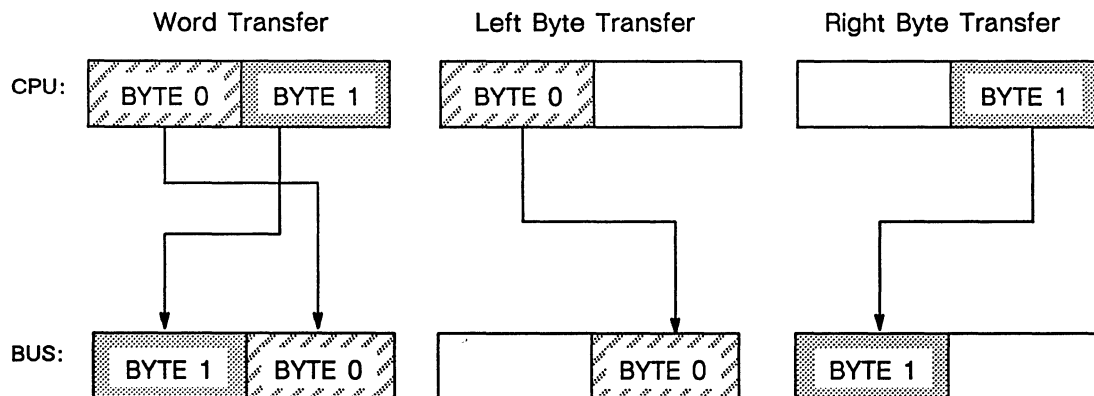 Word Transfer Left Byte Transfer Right Byte Transfer
CPU: BYTE 0 BYTE 1 BYTE 0 BYTE 1
BUS: BYTE 1 BYTE 0 BYTE 0 BYTE 1